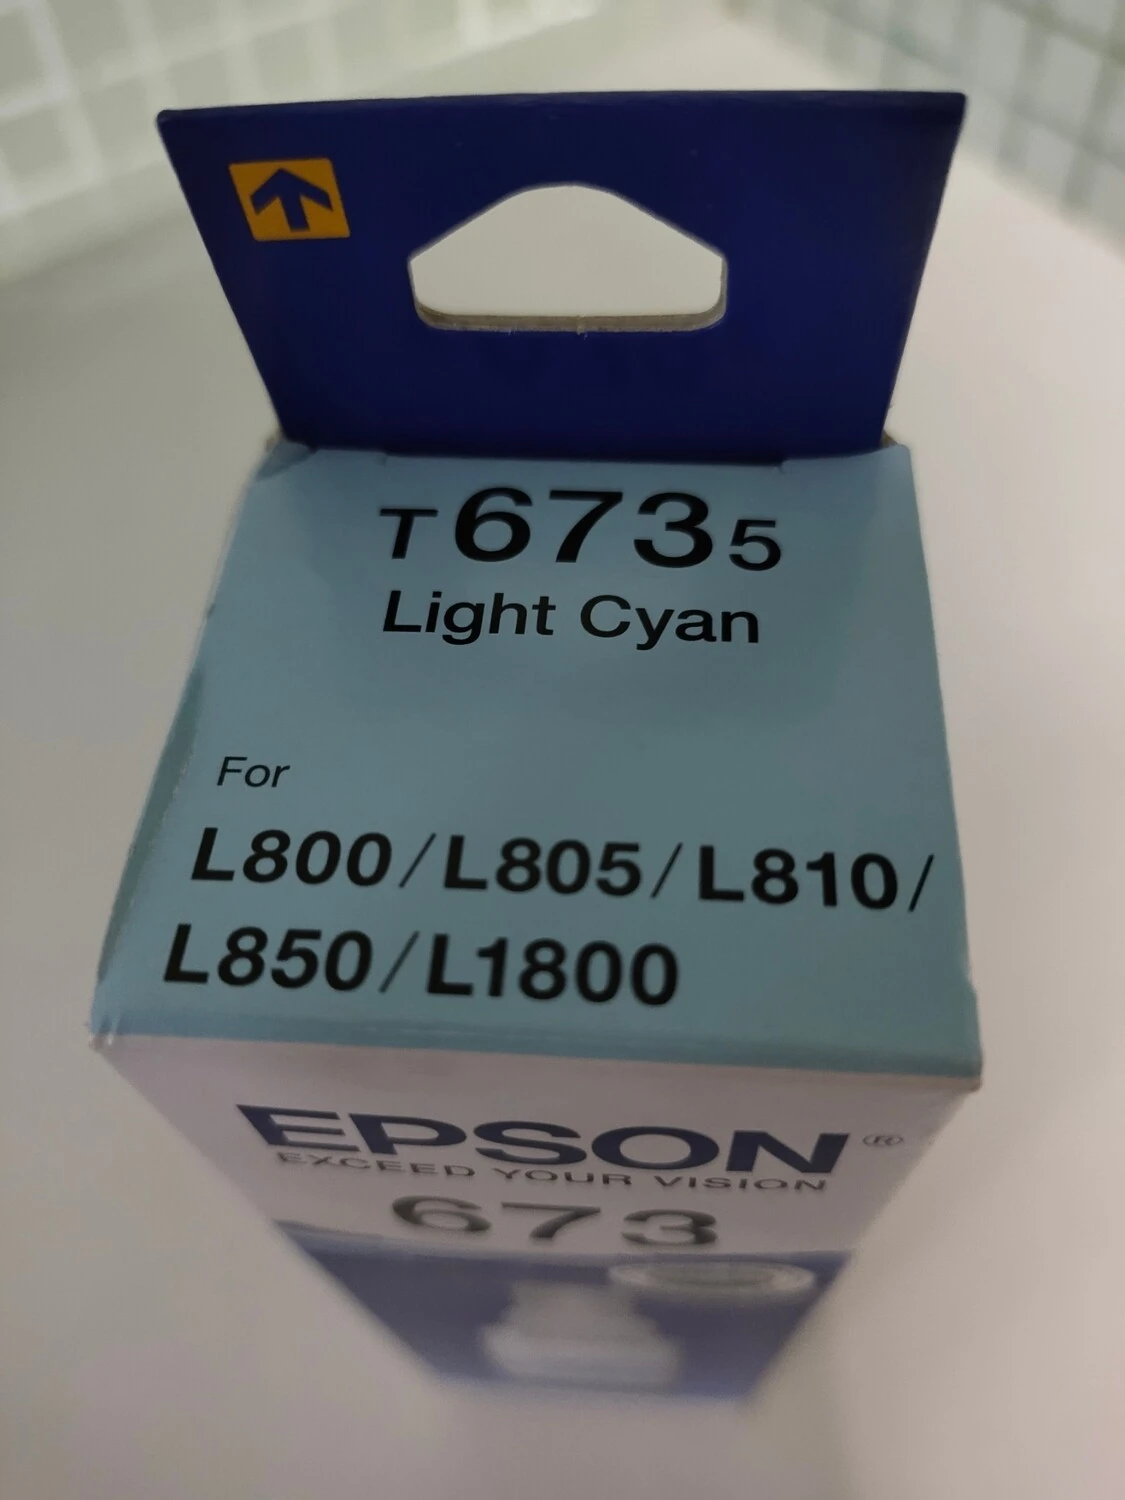 T6735
Light Cyan
For
L800/L805/L810/
L850/L1800
EPSON®
EXCEED YOUR VISION
673